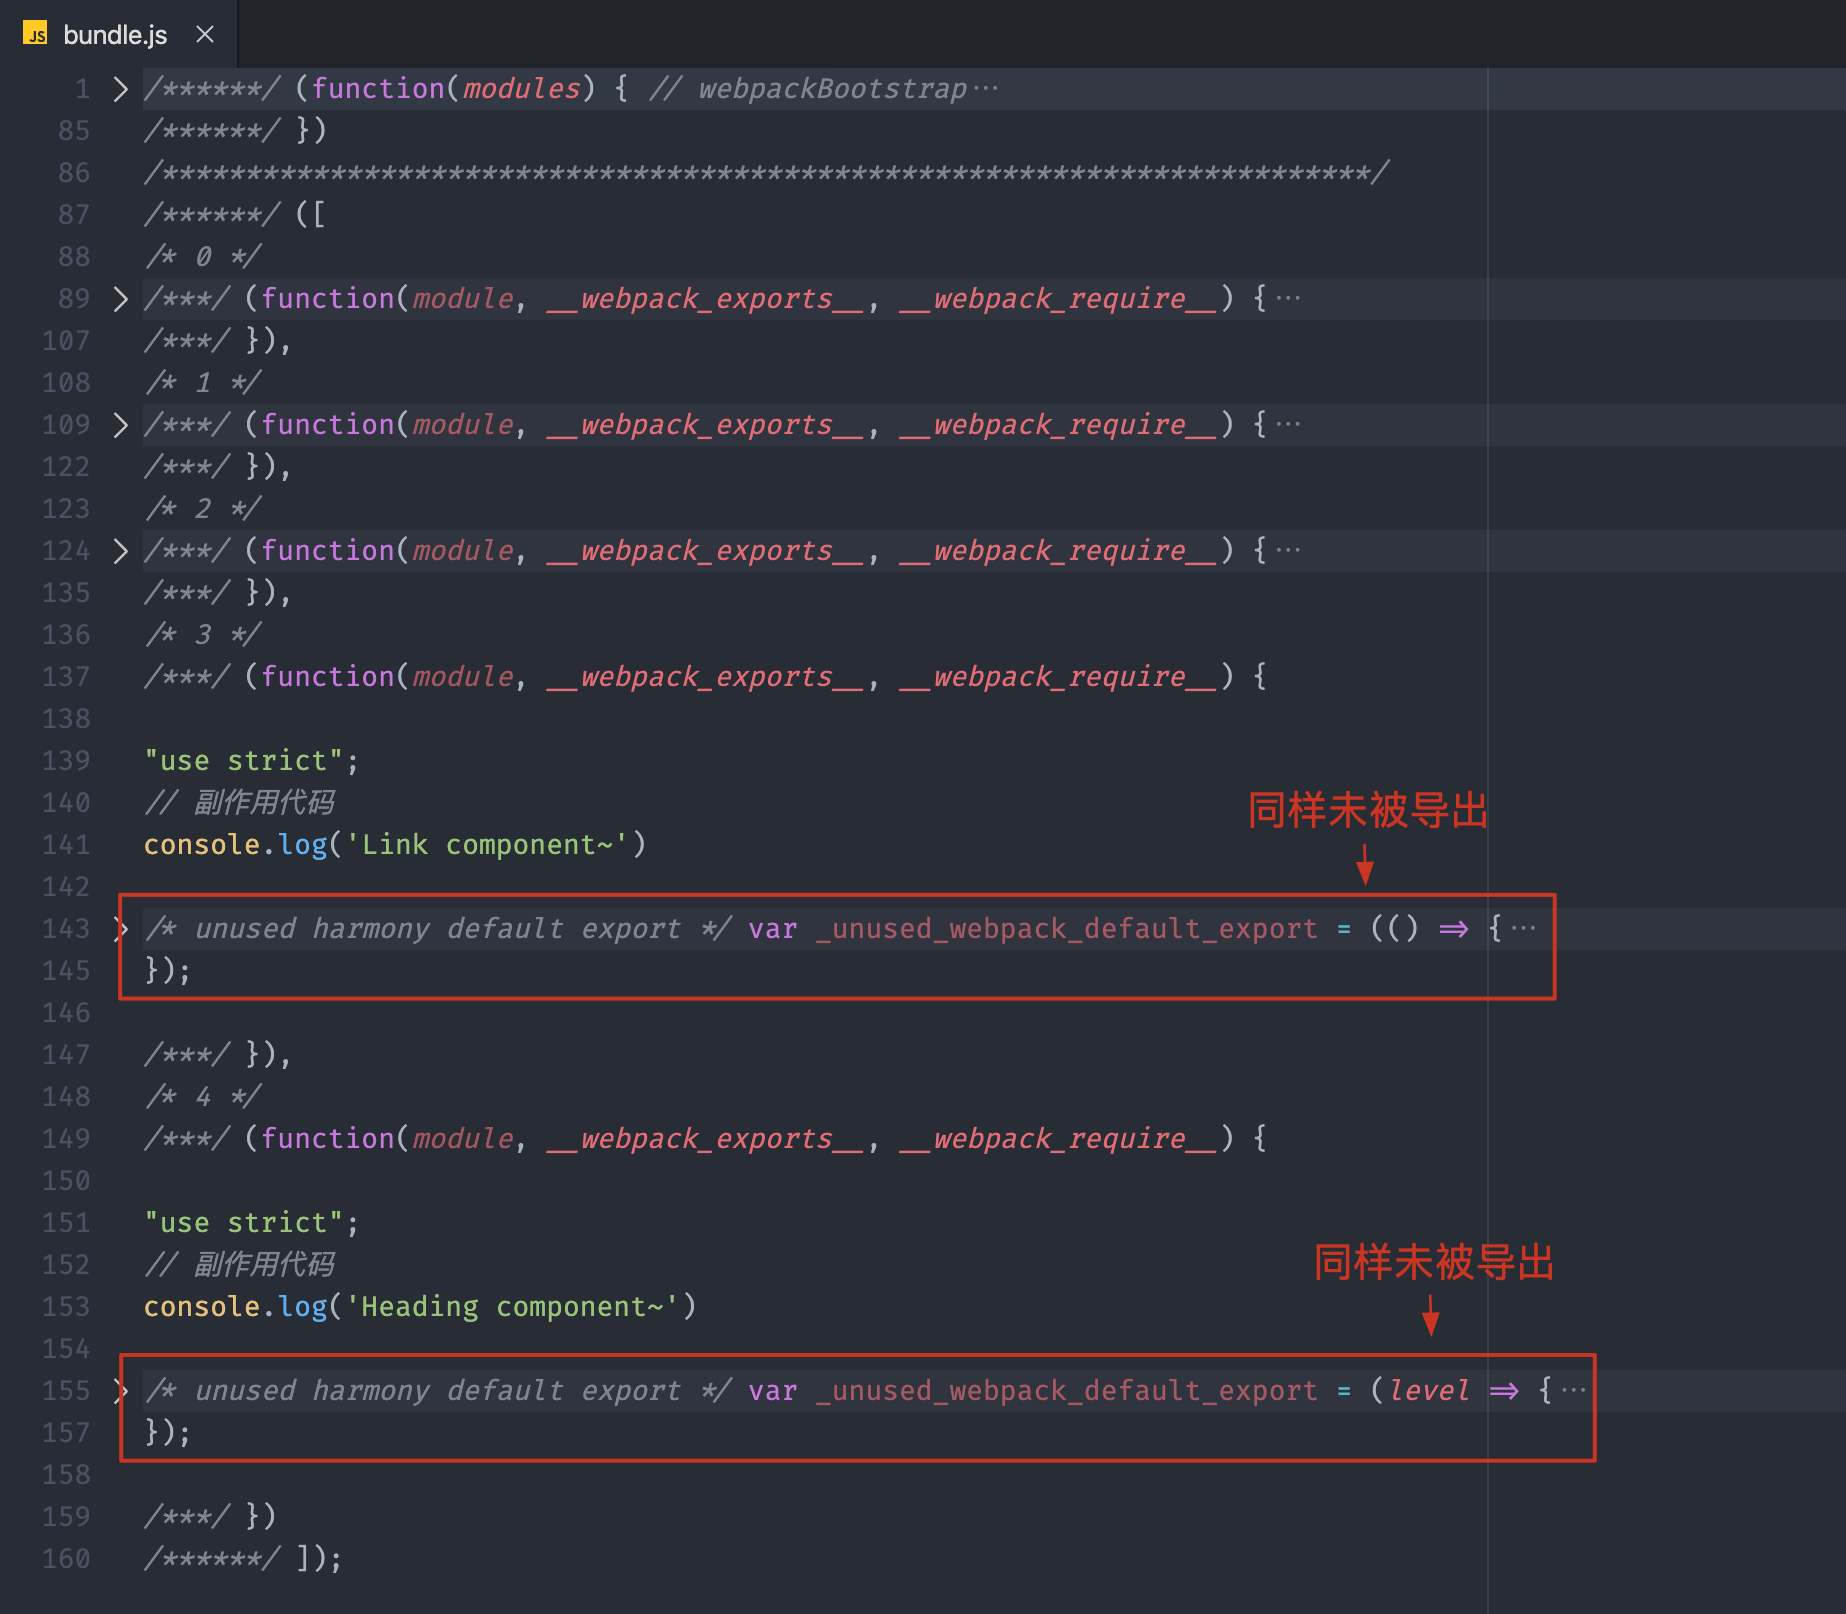 JS bundle.js
1 /******/ (function(modules) { // webpackBootstrap···
85 /******/ })
86 /************************************************************************/
87 /******/ ([
88 /* 0 */
89 /***/ (function(module, __webpack_exports__, __webpack_require__) {···
107 /***/ }),
108 /* 1 */
109 /***/ (function(module, __webpack_exports__, __webpack_require__) {···
122 /***/ }),
123 /* 2 */
124 /***/ (function(module, __webpack_exports__, __webpack_require__) {···
135 /***/ }),
136 /* 3 */
137 /***/ (function(module, __webpack_exports__, __webpack_require__) {
138
139 "use strict";
140 // 副作用代码
同样未被导出
141 console.log('Link component~')
142
143 /* unused harmony default export */ var _unused_webpack_default_export = (() => {···
145 });
146
147 /***/ }),
148 /* 4 */
149 /***/ (function(module, __webpack_exports__, __webpack_require__) {
150
151 "use strict";
152 // 副作用代码
同样未被导出
153 console.log('Heading component~')
154
155 /* unused harmony default export */ var _unused_webpack_default_export = (level => {···
157 });
158
159 /***/ })
160 /******/ ]);